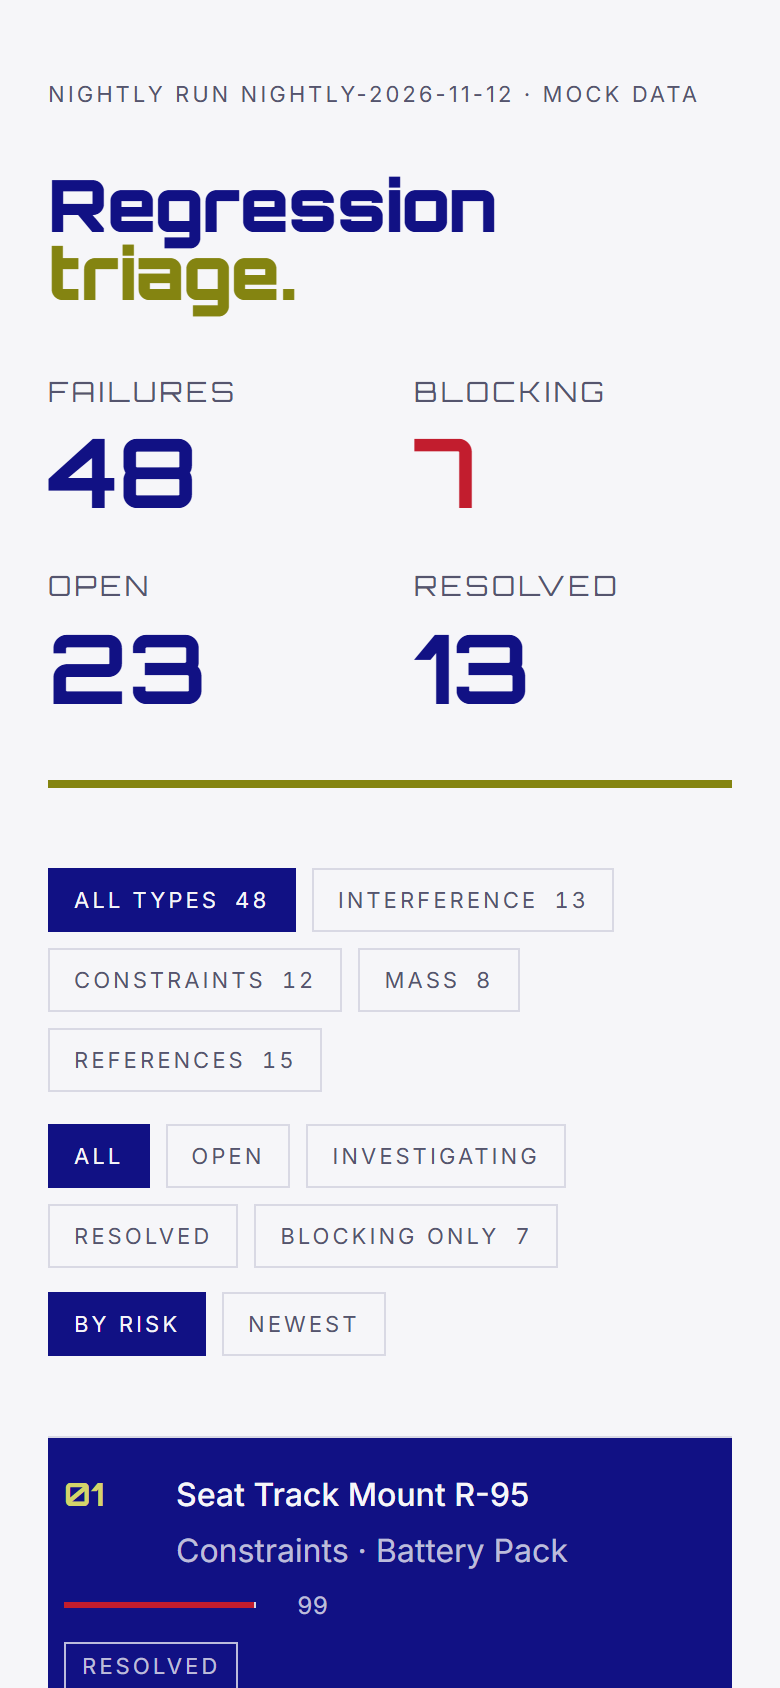 NIGHTLY RUN NIGHTLY-2026-11-12 · MOCK DATA
Regression
triage.
FAILURES
BLOCKING
48
7
OPEN
RESOLVED
23
13
ALL TYPES 48
INTERFERENCE 13
CONSTRAINTS 12
MASS 8
REFERENCES 15
ALL
OPEN
INVESTIGATING
RESOLVED
BLOCKING ONLY 7
BY RISK
NEWEST
01
Seat Track Mount R-95
Constraints · Battery Pack
99
RESOLVED